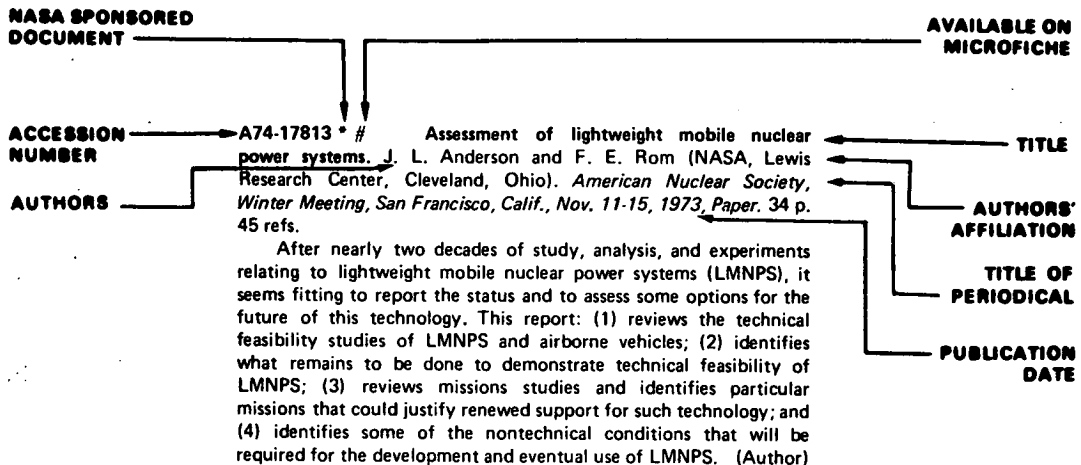 NASA SPONSORED
DOCUMENT
AVAILABLE ON
MICROFICHE
ACCESSION
NUMBER
AUTHORS
A74-17813 * # Assessment of lightweight mobile nuclear
power systems. J. L. Anderson and F. E. Rom (NASA, Lewis
Research Center, Cleveland, Ohio). American Nuclear Society,
Winter Meeting, San Francisco, Calif., Nov. 11-15, 1973, Paper. 34 p.
45 refs.
After nearly two decades of study, analysis, and experiments
relating to lightweight mobile nuclear power systems (LMNPS), it
seems fitting to report the status and to assess some options for the
future of this technology. This report: (1) reviews the technical
feasibility studies of LMNPS and airborne vehicles; (2) identifies
what remains to be done to demonstrate technical feasibility of
LMNPS; (3) reviews missions studies and identifies particular
missions that could justify renewed support for such technology; and
(4) identifies some of the nontechnical conditions that will be
required for the development and eventual use of LMNPS. (Author)
TITLE
AUTHORS'
AFFILIATION
TITLE OF
PERIODICAL
PUBLICATION
DATE